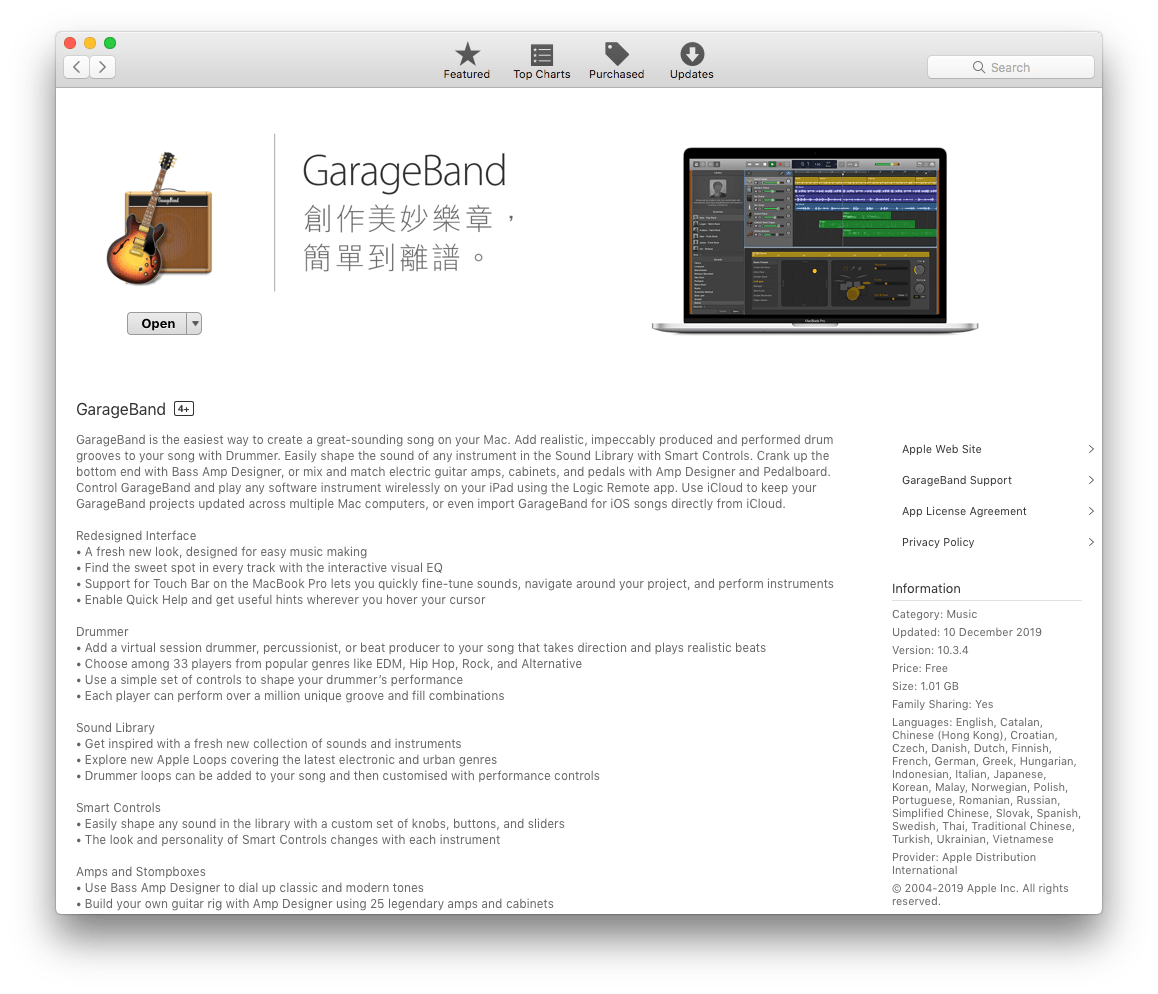 Featured
Top Charts
Purchased
Updates
Search
GarageBand
創作美妙樂章，
簡單到離譜。
Open
GarageBand 4+
GarageBand is the easiest way to create a great-sounding song on your Mac. Add realistic, impeccably produced and performed drum
grooves to your song with Drummer. Easily shape the sound of any instrument in the Sound Library with Smart Controls. Crank up the
bottom end with Bass Amp Designer, or mix and match electric guitar amps, cabinets, and pedals with Amp Designer and Pedalboard.
Control GarageBand and play any software instrument wirelessly on your iPad using the Logic Remote app. Use iCloud to keep your
GarageBand projects updated across multiple Mac computers, or even import GarageBand for iOS songs directly from iCloud.
Redesigned Interface
• A fresh new look, designed for easy music making
• Find the sweet spot in every track with the interactive visual EQ
• Support for Touch Bar on the MacBook Pro lets you quickly fine-tune sounds, navigate around your project, and perform instruments
• Enable Quick Help and get useful hints wherever you hover your cursor
Drummer
• Add a virtual session drummer, percussionist, or beat producer to your song that takes direction and plays realistic beats
• Choose among 33 players from popular genres like EDM, Hip Hop, Rock, and Alternative
• Use a simple set of controls to shape your drummer’s performance
• Each player can perform over a million unique groove and fill combinations
Sound Library
• Get inspired with a fresh new collection of sounds and instruments
• Explore new Apple Loops covering the latest electronic and urban genres
• Drummer loops can be added to your song and then customised with performance controls
Smart Controls
• Easily shape any sound in the library with a custom set of knobs, buttons, and sliders
• The look and personality of Smart Controls changes with each instrument
Amps and Stompboxes
• Use Bass Amp Designer to dial up classic and modern tones
• Build your own guitar rig with Amp Designer using 25 legendary amps and cabinets
Apple Web Site
GarageBand Support
App License Agreement
Privacy Policy
Information
Category: Music
Updated: 10 December 2019
Version: 10.3.4
Price: Free
Size: 1.01 GB
Family Sharing: Yes
Languages: English, Catalan,
Chinese (Hong Kong), Croatian,
Czech, Danish, Dutch, Finnish,
French, German, Greek, Hungarian,
Indonesian, Italian, Japanese,
Korean, Malay, Norwegian, Polish,
Portuguese, Romanian, Russian,
Simplified Chinese, Slovak, Spanish,
Swedish, Thai, Traditional Chinese,
Turkish, Ukrainian, Vietnamese
Provider: Apple Distribution
International
© 2004-2019 Apple Inc. All rights
reserved.